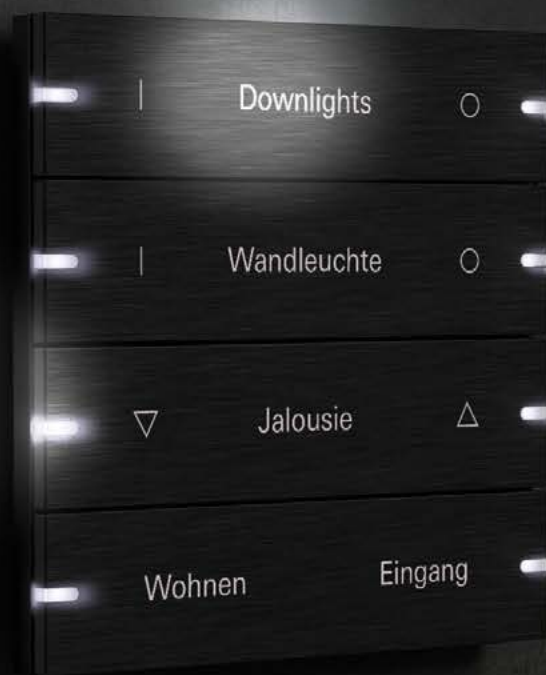 | Downlights ○
| Wandleuchte ○
▽ Jalousie △
Wohnen Eingang